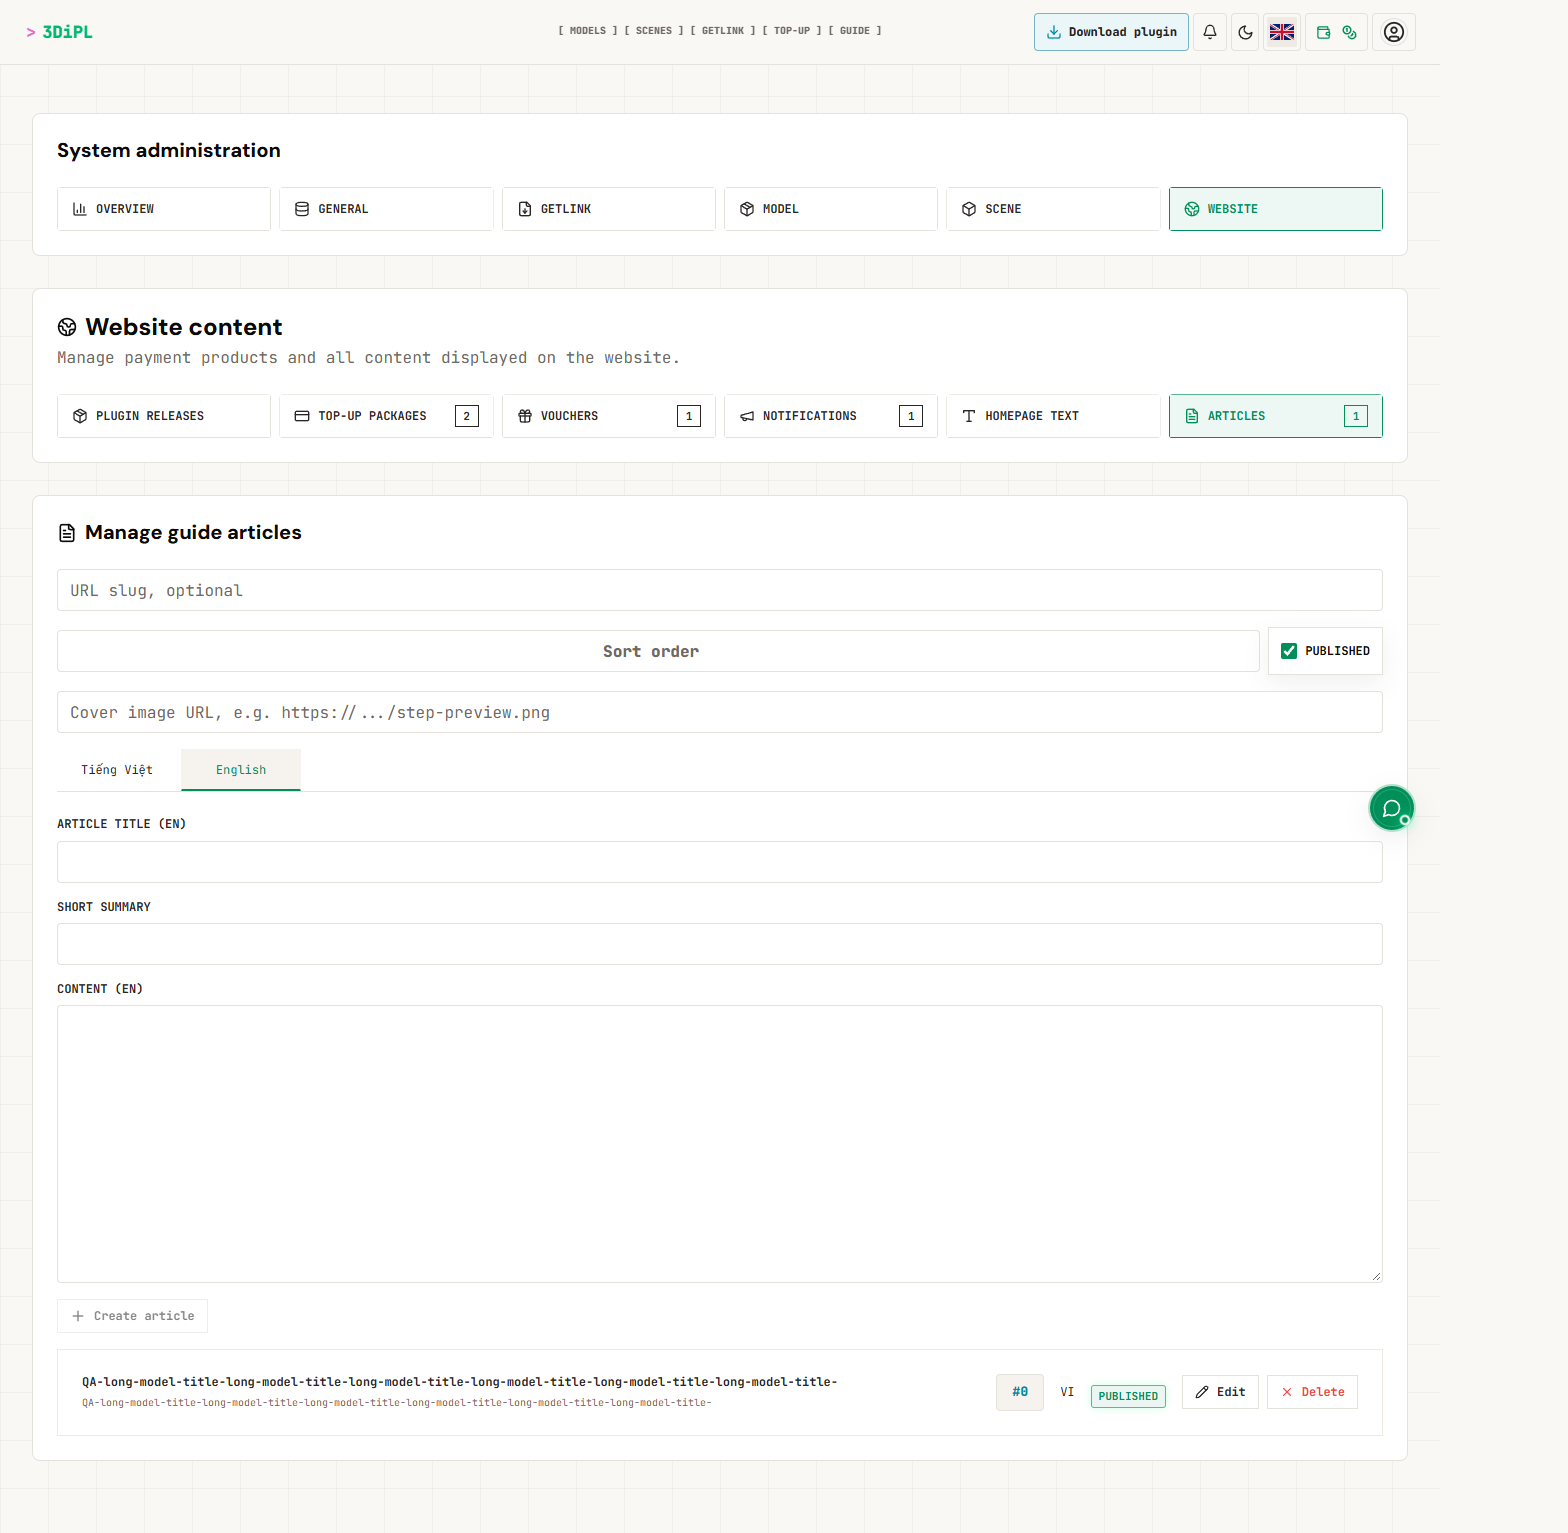 > 3DiPL
[ MODELS ] [ SCENES ] [ GETLINK ] [ TOP-UP ] [ GUIDE ]
Download plugin
System administration
OVERVIEW
GENERAL
GETLINK
MODEL
SCENE
WEBSITE
Website content
Manage payment products and all content displayed on the website.
PLUGIN RELEASES
TOP-UP PACKAGES 2
VOUCHERS 1
NOTIFICATIONS 1
HOMEPAGE TEXT
ARTICLES 1
Manage guide articles
URL slug, optional
Sort order
PUBLISHED
Cover image URL, e.g. https://.../step-preview.png
Tiếng Việt
English
ARTICLE TITLE (EN)
SHORT SUMMARY
CONTENT (EN)
Create article
QA-long-model-title-long-model-title-long-model-title-long-model-title-long-model-title-long-model-title-
QA-long-model-title-long-model-title-long-model-title-long-model-title-long-model-title-long-model-title-
#0
VI
PUBLISHED
Edit
Delete